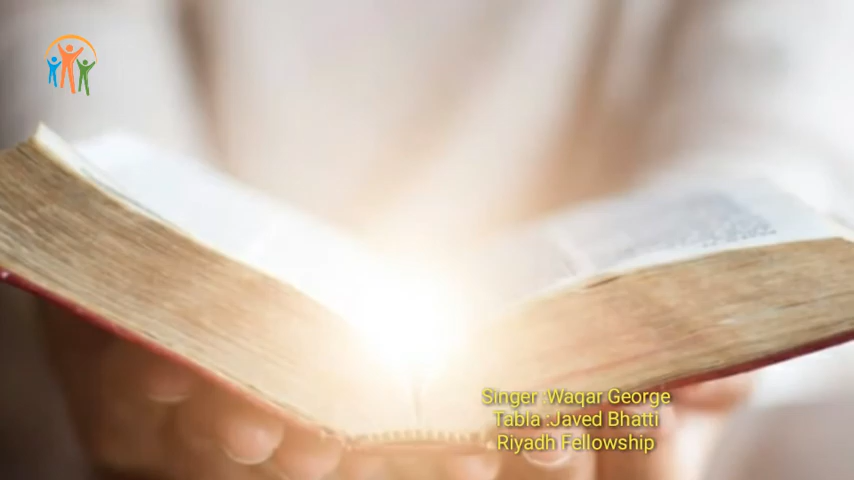 Singer :Waqar George
Tabla :Javed Bhatti
Riyadh Fellowship